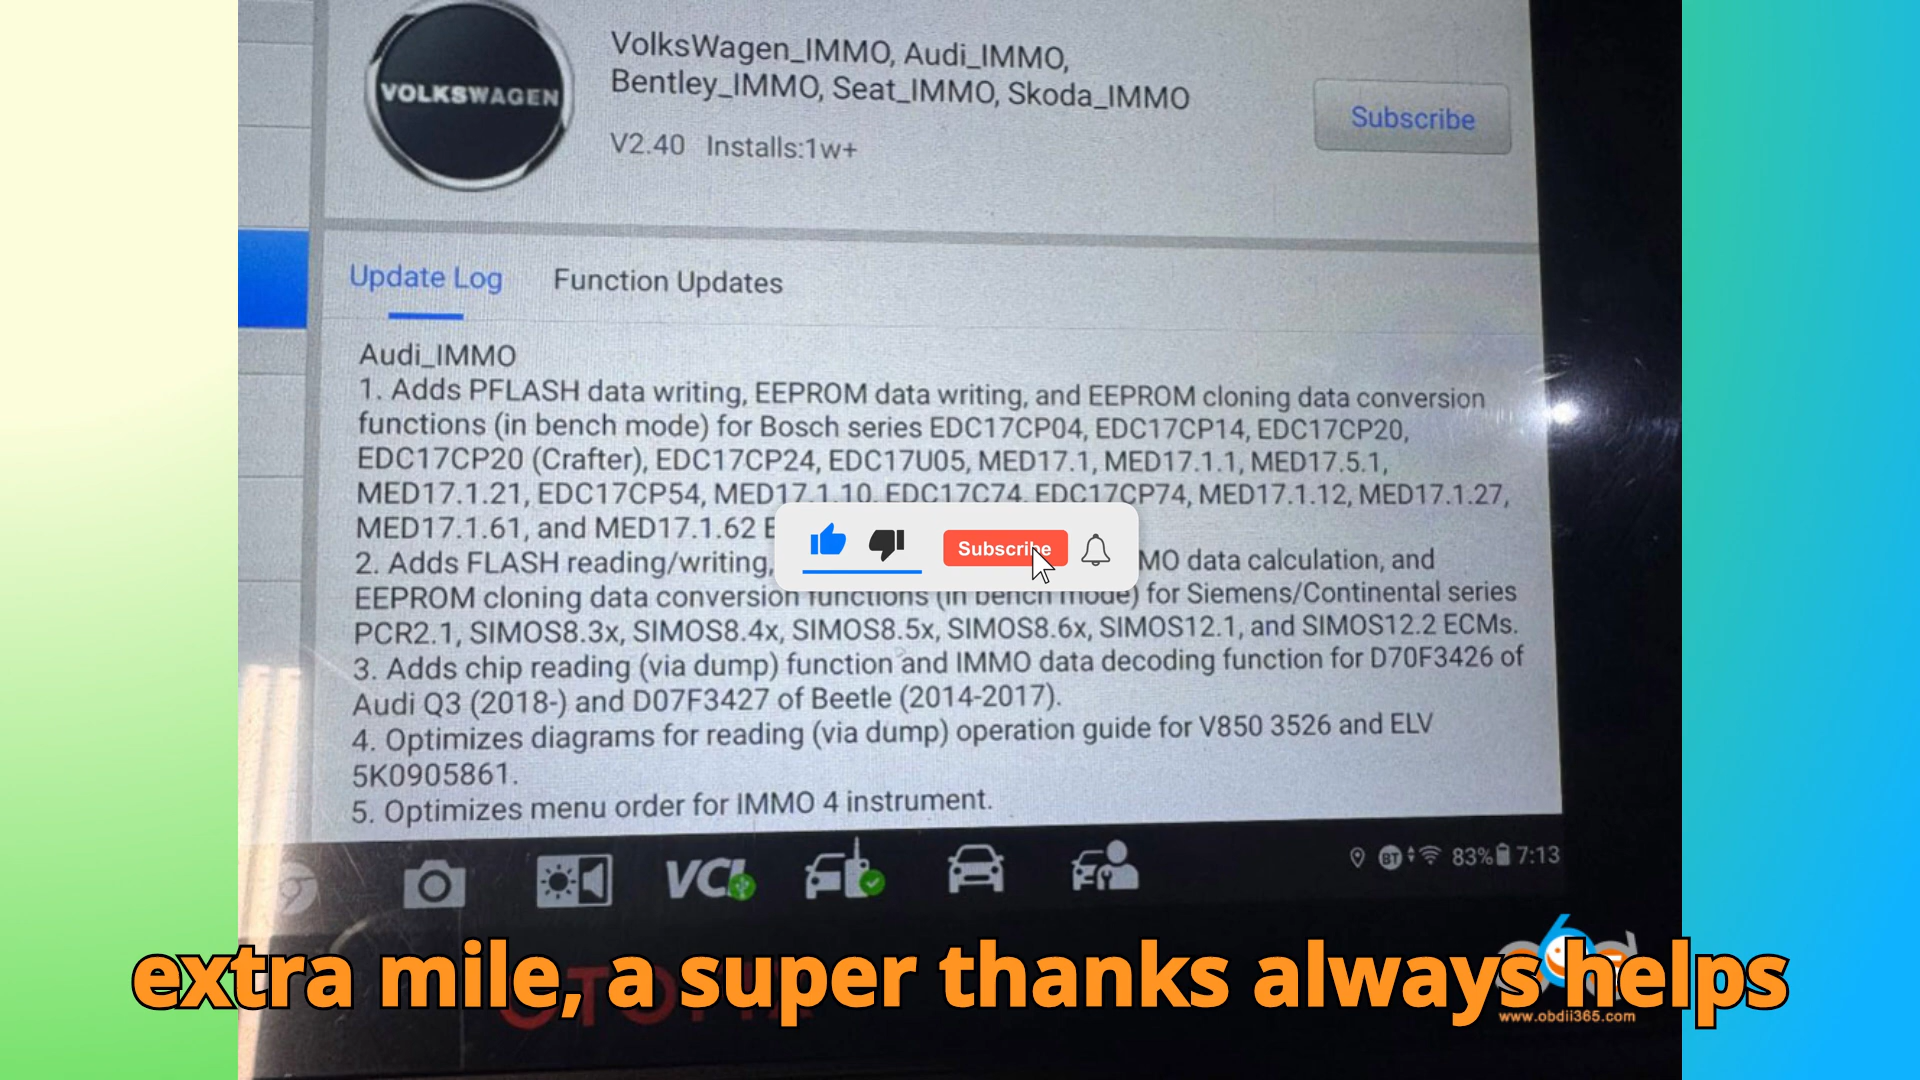 VOLKSWAGEN
VolksWagen_IMMO, Audi_IMMO,
Bentley_IMMO, Seat_IMMO, Skoda_IMMO
V2.40 Installs:1w+
Subscribe
Update Log Function Updates
Audi_IMMO
1. Adds PFLASH data writing, EEPROM data writing, and EEPROM cloning data conversion
functions (in bench mode) for Bosch series EDC17CP04, EDC17CP14, EDC17CP20,
EDC17CP20 (Crafter), EDC17CP24, EDC17U05, MED17.1, MED17.1.1, MED17.5.1,
MED17.1.21, EDC17CP54, MED17.1.10, EDC17C74, EDC17CP74, MED17.1.12, MED17.1.27,
MED17.1.61, and MED17.1.62
2. Adds FLASH reading/writing, data calculation, and
Subscribe
EEPROM cloning data conversion functions (in bench mode) for Siemens/Continental series
PCR2.1, SIMOS8.3x, SIMOS8.4x, SIMOS8.5x, SIMOS8.6x, SIMOS12.1, and SIMOS12.2 ECMs.
3. Adds chip reading (via dump) function and IMMO data decoding function for D70F3426 of
Audi Q3 (2018-) and D07F3427 of Beetle (2014-2017).
4. Optimizes diagrams for reading (via dump) operation guide for V850 3526 and ELV
5K0905861.
5. Optimizes menu order for IMMO 4 instrument.
VCI
BT 83% 7:13
extra mile, a super thanks always helps
www.obdii365.com